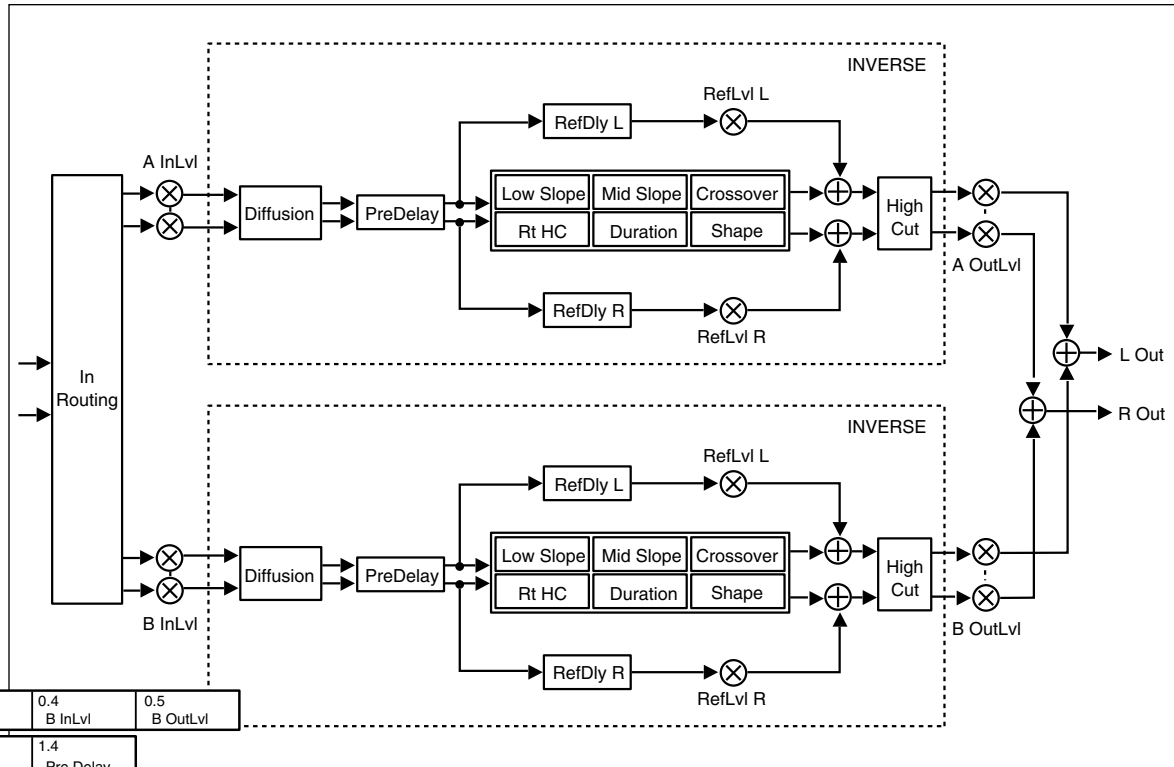 INVERSE
RefLvl L
RefDly L
A InLvl
Low Slope
Mid Slope
Crossover
Diffusion
PreDelay
High
Cut
Rt HC
Duration
Shape
A OutLvl
RefDly R
RefLvl R
In
Routing
L Out
R Out
INVERSE
RefLvl L
RefDly L
Low Slope
Mid Slope
Crossover
Diffusion
PreDelay
High
Cut
Rt HC
Duration
Shape
B InLvl
B OutLvl
RefDly R
RefLvl R
0.4
B InLvl
0.5
B OutLvl
1.4
Pre Delay